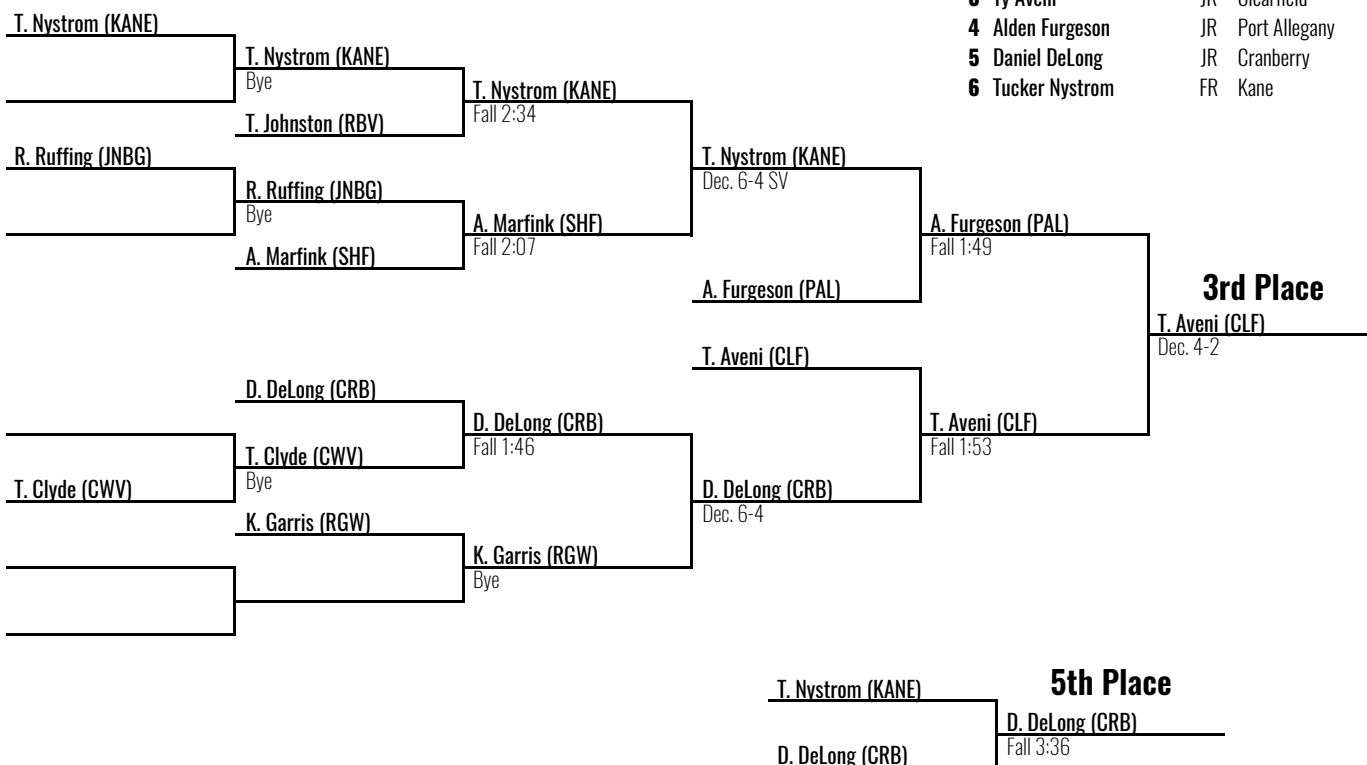 3 Ty Aveni JR Clearfield
4 Alden Furgeson JR Port Allegany
5 Daniel DeLong JR Cranberry
6 Tucker Nystrom FR Kane
T. Nystrom (KANE)
T. Nystrom (KANE)
Bye
T. Nystrom (KANE)
Fall 2:34
T. Johnston (RBV)
R. Ruffing (JNBG)
T. Nystrom (KANE)
Dec. 6-4 SV
R. Ruffing (JNBG)
Bye
A. Marfink (SHF)
Fall 2:07
A. Furgeson (PAL)
Fall 1:49
A. Marfink (SHF)
A. Furgeson (PAL)
3rd Place
T. Aveni (CLF)
Dec. 4-2
T. Aveni (CLF)
D. DeLong (CRB)
D. DeLong (CRB)
Fall 1:46
T. Aveni (CLF)
Fall 1:53
T. Clyde (CWV)
Bye
T. Clyde (CWV)
D. DeLong (CRB)
Dec. 6-4
K. Garris (RGW)
K. Garris (RGW)
Bye
5th Place
T. Nystrom (KANE)
D. DeLong (CRB)
Fall 3:36
D. DeLong (CRB)